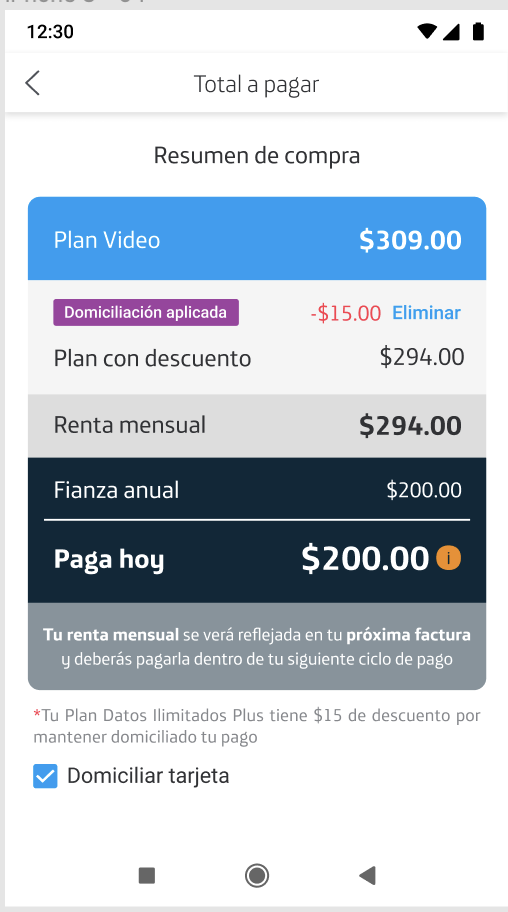 12:30
Total a pagar
Resumen de compra
Plan Video $309.00
Domiciliación aplicada -$15.00 Eliminar
Plan con descuento $294.00
Renta mensual $294.00
Fianza anual $200.00
Paga hoy $200.00 i
Tu renta mensual se verá reflejada en tu próxima factura
y deberás pagarla dentro de tu siguiente ciclo de pago
*Tu Plan Datos Ilimitados Plus tiene $15 de descuento por
mantener domiciliado tu pago
Domiciliar tarjeta